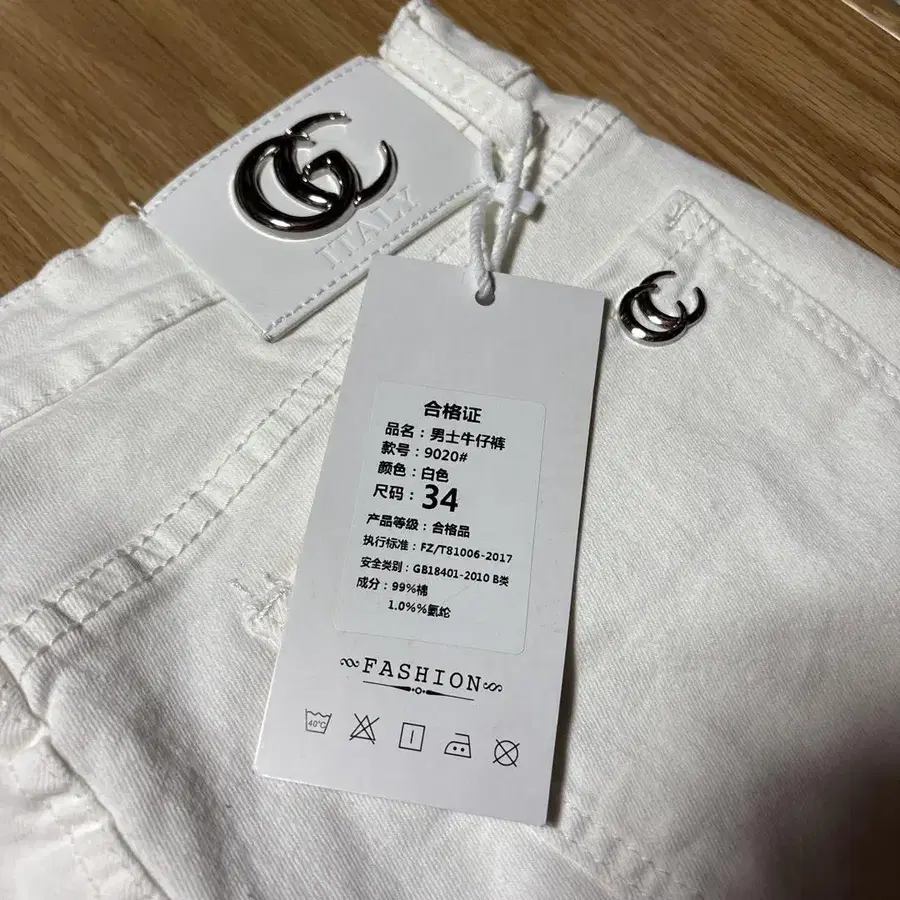 ITALY
合格证
品名：男士牛仔裤
款号：9020#
颜色：白色
尺码：34
产品等级：合格品
执行标准：FZ/T81006-2017
安全类别：GB18401-2010 B类
成分：99%棉
1.0%%氨纶
FASHION
40°C